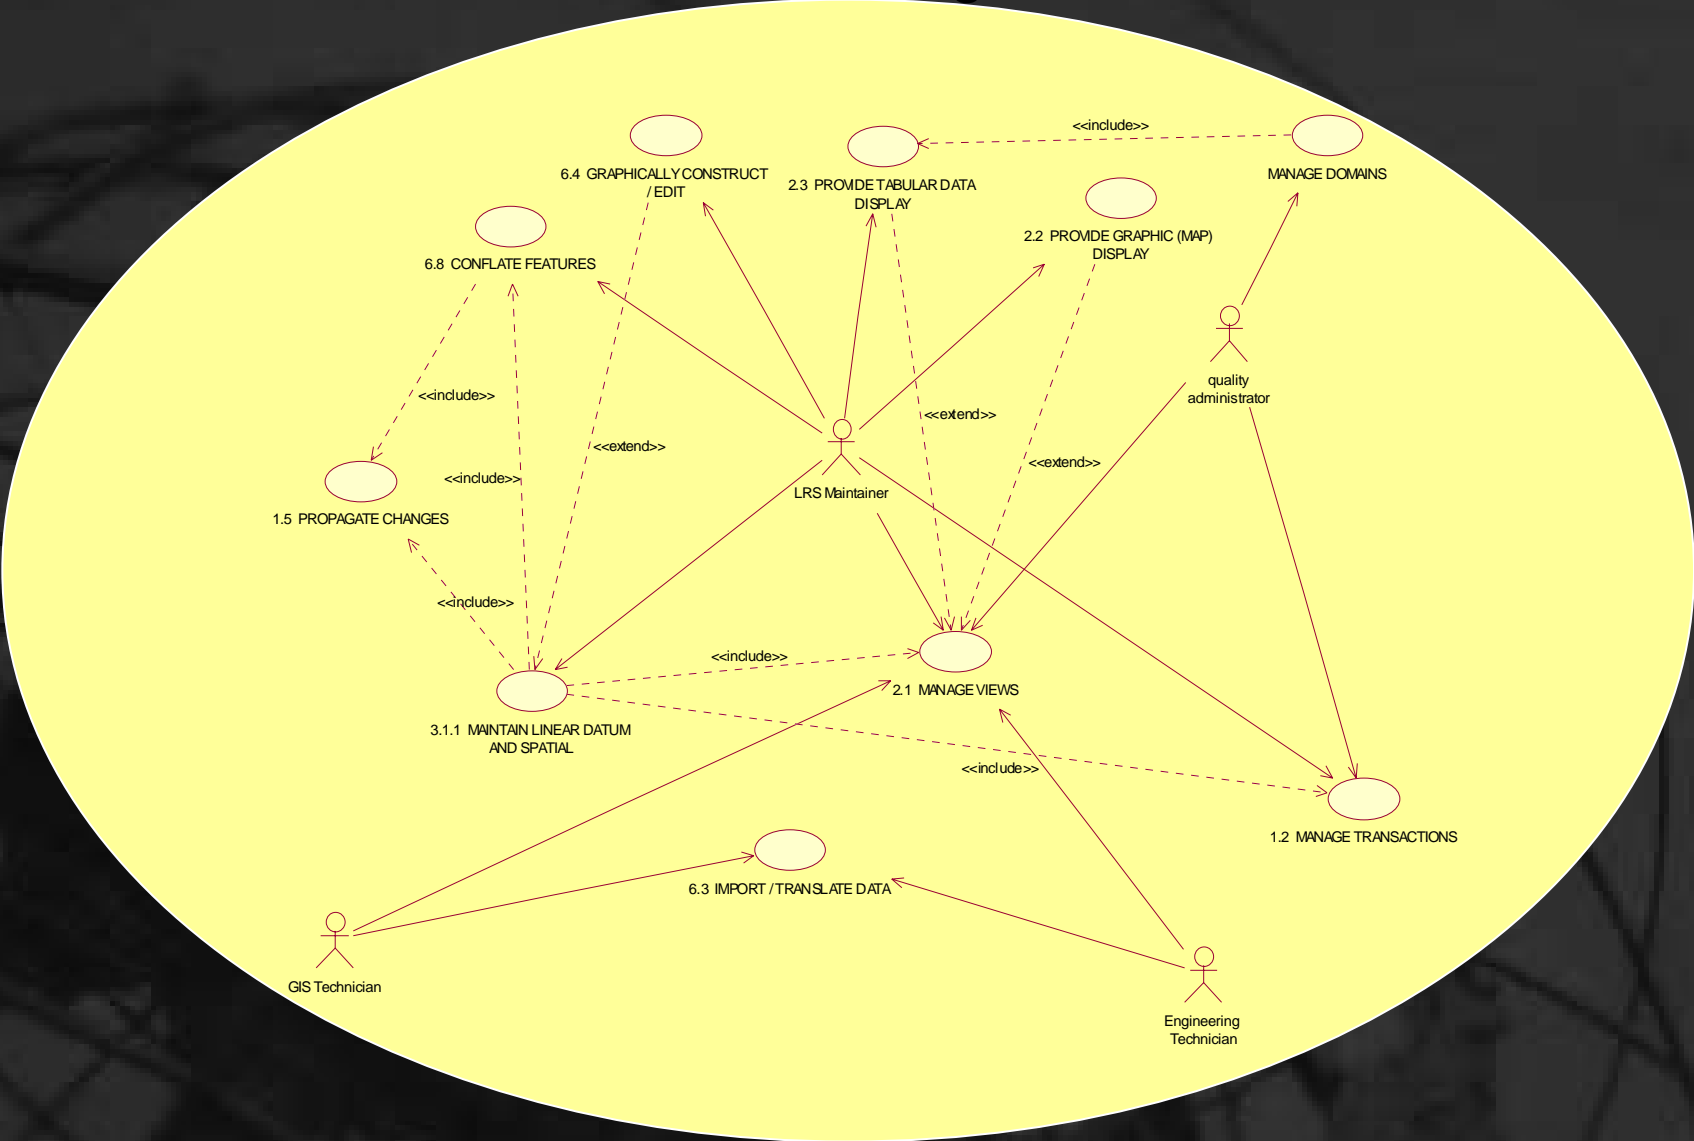 <<include>>
6.4 GRAPHICALLY CONSTRUCT
/ EDIT
2.3 PROVIDE TABULAR DATA
DISPLAY
MANAGE DOMAINS
2.2 PROVIDE GRAPHIC (MAP)
DISPLAY
6.8 CONFLATE FEATURES
quality
administrator
<<include>>
<<extend>>
<<extend>>
<<extend>>
<<include>>
LRS Maintainer
1.5 PROPAGATE CHANGES
<<include>>
<<include>>
2.1 MANAGE VIEWS
3.1.1 MAINTAIN LINEAR DATUM
AND SPATIAL
<<include>>
1.2 MANAGE TRANSACTIONS
6.3 IMPORT / TRANSLATE DATA
GIS Technician
Engineering
Technician